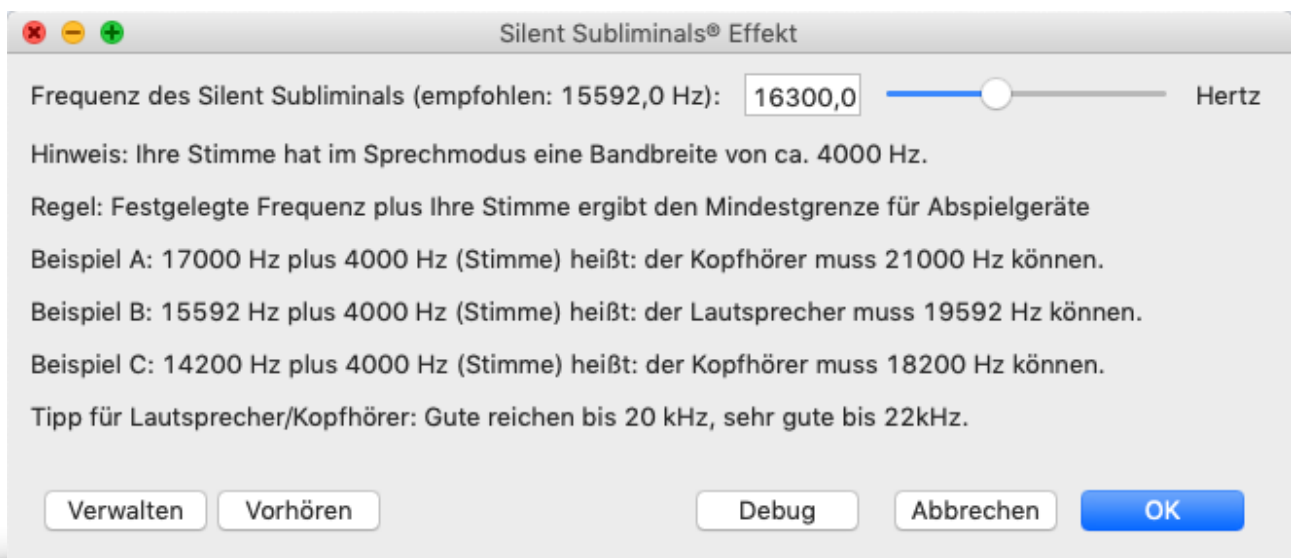 Silent Subliminals® Effekt
Frequenz des Silent Subliminals (empfohlen: 15592,0 Hz): 16300,0 Hertz
Hinweis: Ihre Stimme hat im Sprechmodus eine Bandbreite von ca. 4000 Hz.
Regel: Festgelegte Frequenz plus Ihre Stimme ergibt den Mindestgrenze für Abspielgeräte
Beispiel A: 17000 Hz plus 4000 Hz (Stimme) heißt: der Kopfhörer muss 21000 Hz können.
Beispiel B: 15592 Hz plus 4000 Hz (Stimme) heißt: der Lautsprecher muss 19592 Hz können.
Beispiel C: 14200 Hz plus 4000 Hz (Stimme) heißt: der Kopfhörer muss 18200 Hz können.
Tipp für Lautsprecher/Kopfhörer: Gute reichen bis 20 kHz, sehr gute bis 22kHz.
Verwalten Vorhören Debug Abbrechen OK